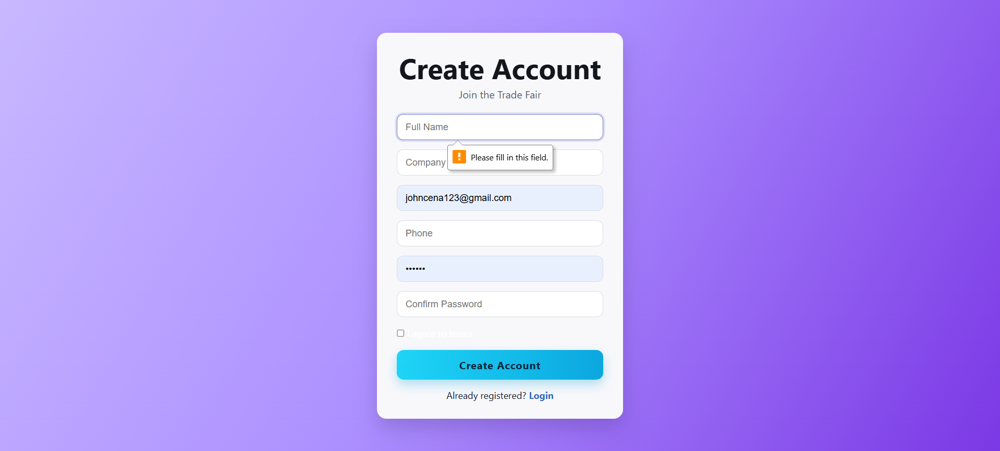 Create Account
Join the Trade Fair
Full Name
Please fill in this field.
Company
johncena123@gmail.com
Phone
••••••
Confirm Password
I agree to terms
Create Account
Already registered? Login